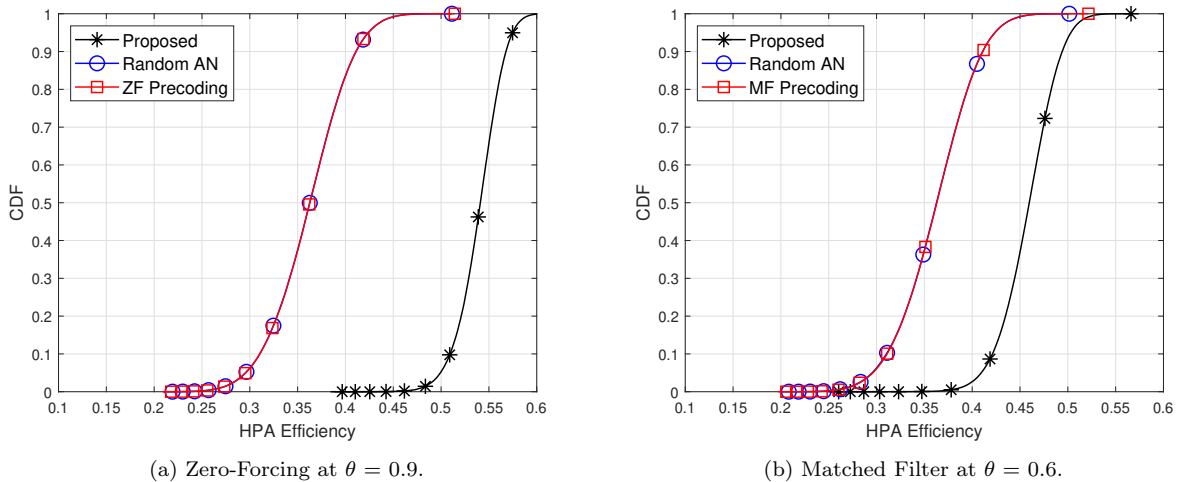 1
0.9
0.8
0.7
0.6
0.5
0.4
0.3
0.2
0.1
0
CDF
Proposed
Random AN
ZF Precoding
0.1 0.15 0.2 0.25 0.3 0.35 0.4 0.45 0.5 0.55 0.6
HPA Efficiency
(a) Zero-Forcing at θ = 0.9.
1
0.9
0.8
0.7
0.6
0.5
0.4
0.3
0.2
0.1
0
CDF
Proposed
Random AN
MF Precoding
0.1 0.15 0.2 0.25 0.3 0.35 0.4 0.45 0.5 0.55 0.6
HPA Efficiency
(b) Matched Filter at θ = 0.6.